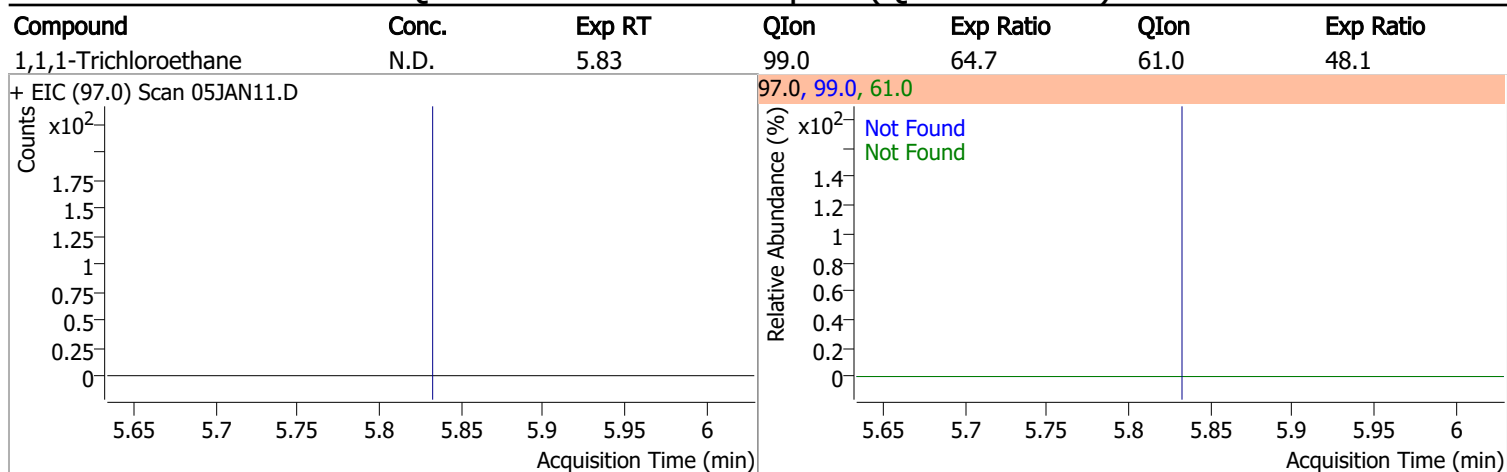 Compound Conc. Exp RT QIon Exp Ratio QIon Exp Ratio
1,1,1-Trichloroethane N.D. 5.83 99.0 64.7 61.0 48.1
+ EIC (97.0) Scan 05JAN11.D
Counts
x10²
1.75
1.5
1.25
1
0.75
0.5
0.25
0
5.65 5.7 5.75 5.8 5.85 5.9 5.95 6
Acquisition Time (min)
97.0, 99.0, 61.0
Relative Abundance (%)
x10²
Not Found
Not Found
1.4
1.2
1
0.8
0.6
0.4
0.2
0
5.65 5.7 5.75 5.8 5.85 5.9 5.95 6
Acquisition Time (min)